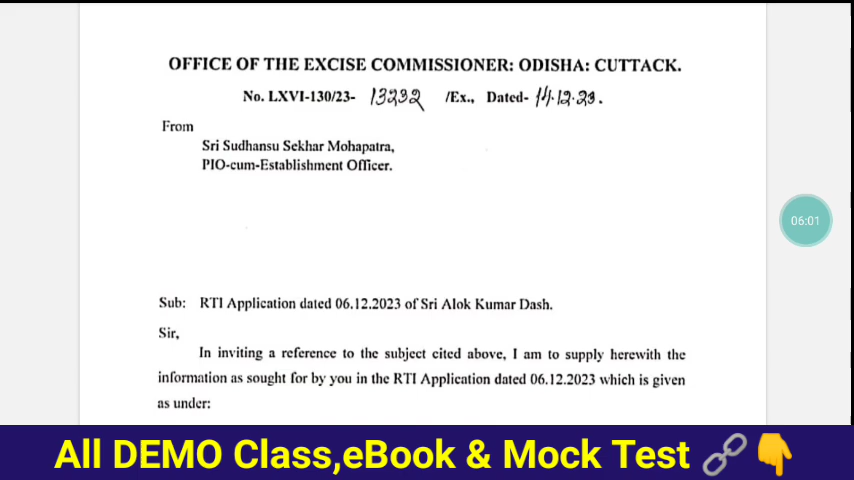 OFFICE OF THE EXCISE COMMISSIONER: ODISHA: CUTTACK.
No. LXVI-130/23- 13232 /Ex., Dated- 14.12.23.
From
Sri Sudhansu Sekhar Mohapatra,
PIO-cum-Establishment Officer.
06:01
Sub: RTI Application dated 06.12.2023 of Sri Alok Kumar Dash.
Sir,
In inviting a reference to the subject cited above, I am to supply herewith the
information as sought for by you in the RTI Application dated 06.12.2023 which is given
as under:
All DEMO Class,eBook & Mock Test 🔗👇